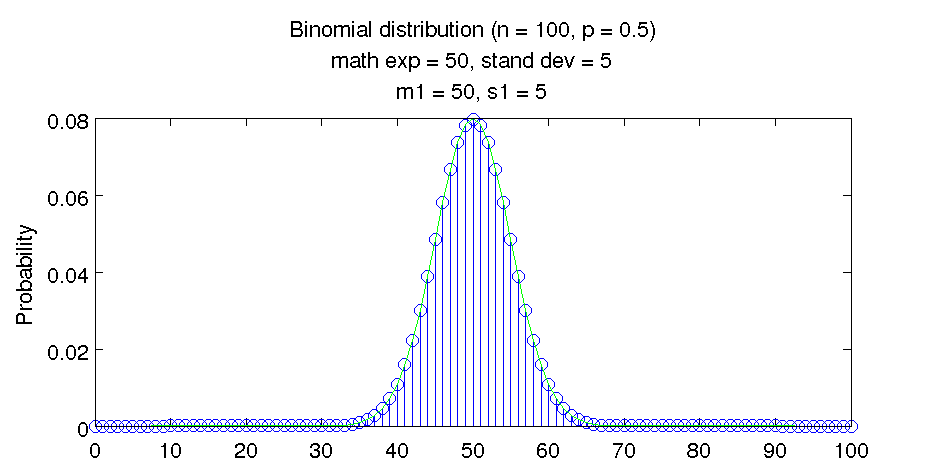 Binomial distribution (n = 100, p = 0.5)
math exp = 50, stand dev = 5
m1 = 50, s1 = 5
0.08
0.06
0.04
0.02
0
Probability
0 10 20 30 40 50 60 70 80 90 100